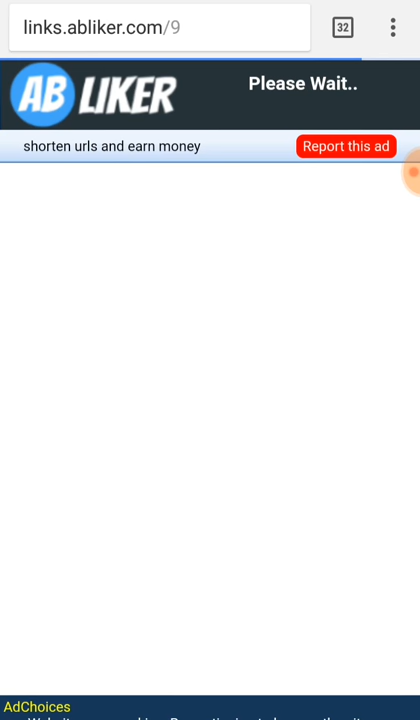 links.abliker.com/9
32
AB LIKER
Please Wait..
shorten urls and earn money
Report this ad
AdChoices